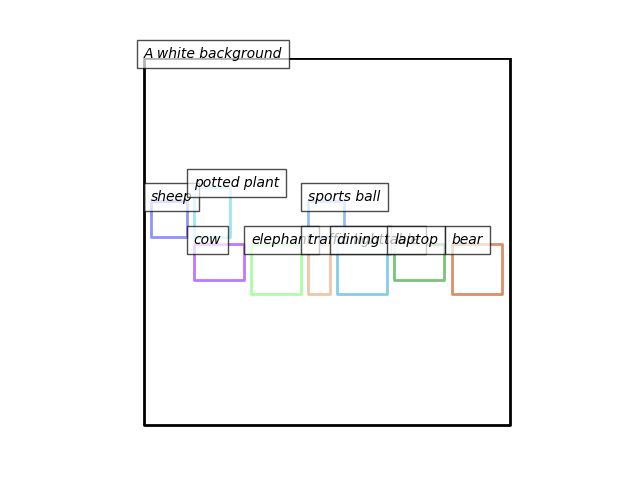 A white background
potted plant
sheep
sports ball
cow
elephant
traffic light
dining table
laptop
bear